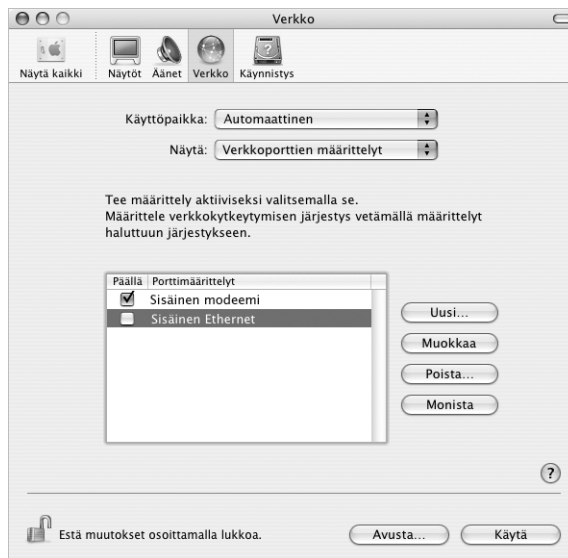 Verkko
Näytä kaikki
Näytöt Äänet Verkko Käynnistys
Käyttöpaikka: Automaattinen
Näytä: Verkkoporttien määrittelyt
Tee määrittely aktiiviseksi valitsemalla se.
Määrittele verkkokytkeytymisen järjestys vetämällä määrittelyt
haluttuun järjestykseen.
Päällä Porttimäärittelyt
Sisäinen modeemi
Sisäinen Ethernet
Uusi...
Muokkaa
Poista...
Monista
?
Estä muutokset osoittamalla lukkoa.
Avusta...
Käytä